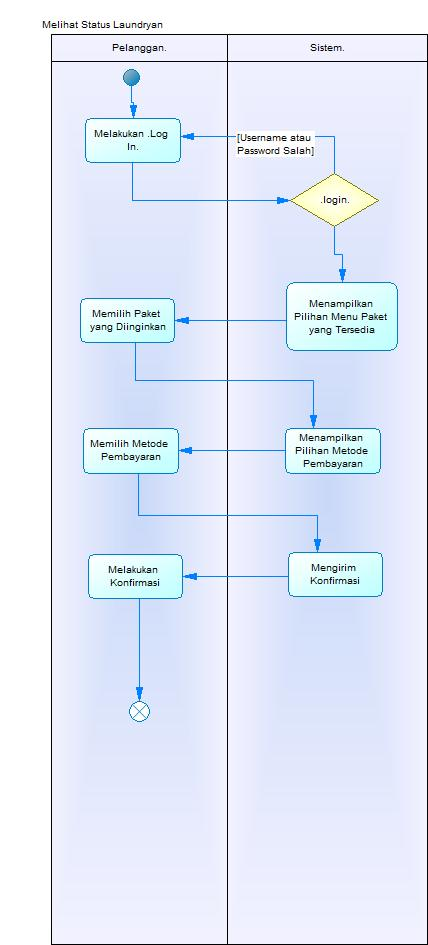 Melihat Status Laundryan
Pelanggan.
Sistem.
Melakukan .Log
In.
[Username atau
Password Salah]
.login.
Menampilkan
Pilihan Menu Paket
yang Tersedia
Memilih Paket
yang Diinginkan
Menampilkan
Pilihan Metode
Pembayaran
Memilih Metode
Pembayaran
Mengirim
Konfirmasi
Melakukan
Konfirmasi